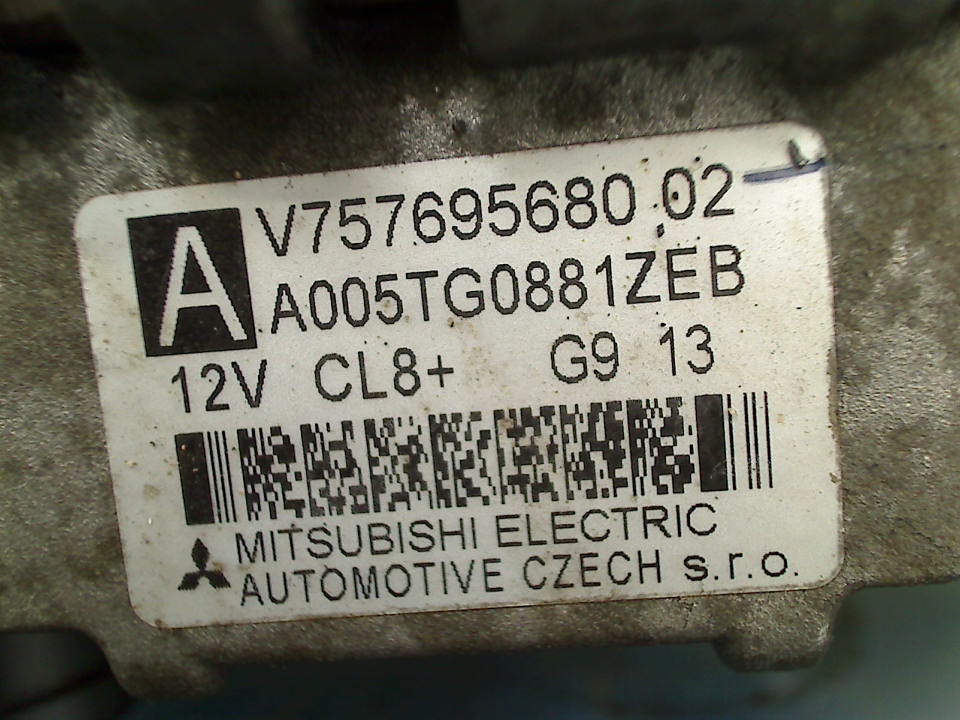 A
V757695680 02
A005TG0881ZEB
12V CL8+ G9 13
MITSUBISHI ELECTRIC
AUTOMOTIVE CZECH s.r.o.